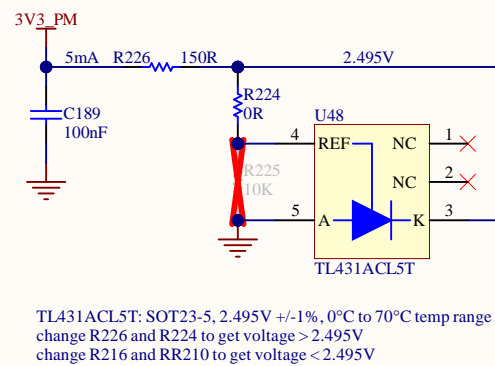 3V3_PM
5mA R226 150R 2.495V
R224
0R
C189
100nF
U48
4 REF NC 1
R225
10K
NC 2
5 A K 3
TL431ACL5T
TL431ACL5T: SOT23-5, 2.495V +/-1%, 0°C to 70°C temp range
change R226 and R224 to get voltage > 2.495V
change R216 and RR210 to get voltage < 2.495V